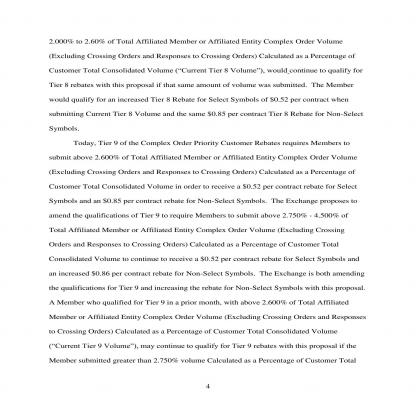 2.000% to 2.60% of Total Affiliated Member or Affiliated Entity Complex Order Volume
(Excluding Crossing Orders and Responses to Crossing Orders) Calculated as a Percentage of
Customer Total Consolidated Volume (“Current Tier 8 Volume”), would continue to qualify for
Tier 8 rebates with this proposal if that same amount of volume was submitted.  The Member
would qualify for an increased Tier 8 Rebate for Select Symbols of $0.52 per contract when
submitting Current Tier 8 Volume and the same $0.85 per contract Tier 8 Rebate for Non-Select
Symbols.
Today, Tier 9 of the Complex Order Priority Customer Rebates requires Members to
submit above 2.600% of Total Affiliated Member or Affiliated Entity Complex Order Volume
(Excluding Crossing Orders and Responses to Crossing Orders) Calculated as a Percentage of
Customer Total Consolidated Volume in order to receive a $0.52 per contract rebate for Select
Symbols and an $0.85 per contract rebate for Non-Select Symbols.  The Exchange proposes to
amend the qualifications of Tier 9 to require Members to submit above 2.750% - 4.500% of
Total Affiliated Member or Affiliated Entity Complex Order Volume (Excluding Crossing
Orders and Responses to Crossing Orders) Calculated as a Percentage of Customer Total
Consolidated Volume to continue to receive a $0.52 per contract rebate for Select Symbols and
an increased $0.86 per contract rebate for Non-Select Symbols.  The Exchange is both amending
the qualifications for Tier 9 and increasing the rebate for Non-Select Symbols with this proposal.
A Member who qualified for Tier 9 in a prior month, with above 2.600% of Total Affiliated
Member or Affiliated Entity Complex Order Volume (Excluding Crossing Orders and Responses
to Crossing Orders) Calculated as a Percentage of Customer Total Consolidated Volume
(“Current Tier 9 Volume”), may continue to qualify for Tier 9 rebates with this proposal if the
Member submitted greater than 2.750% volume Calculated as a Percentage of Customer Total
4